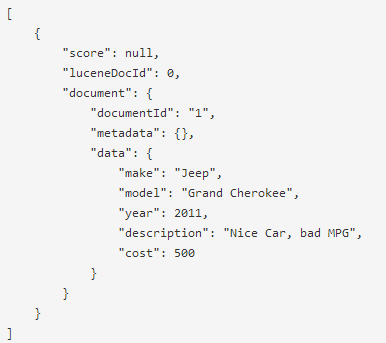 [
    {
        "score": null,
        "luceneDocId": 0,
        "document": {
            "documentId": "1",
            "metadata": {},
            "data": {
                "make": "Jeep",
                "model": "Grand Cherokee",
                "year": 2011,
                "description": "Nice Car, bad MPG",
                "cost": 500
            }
        }
    }
]